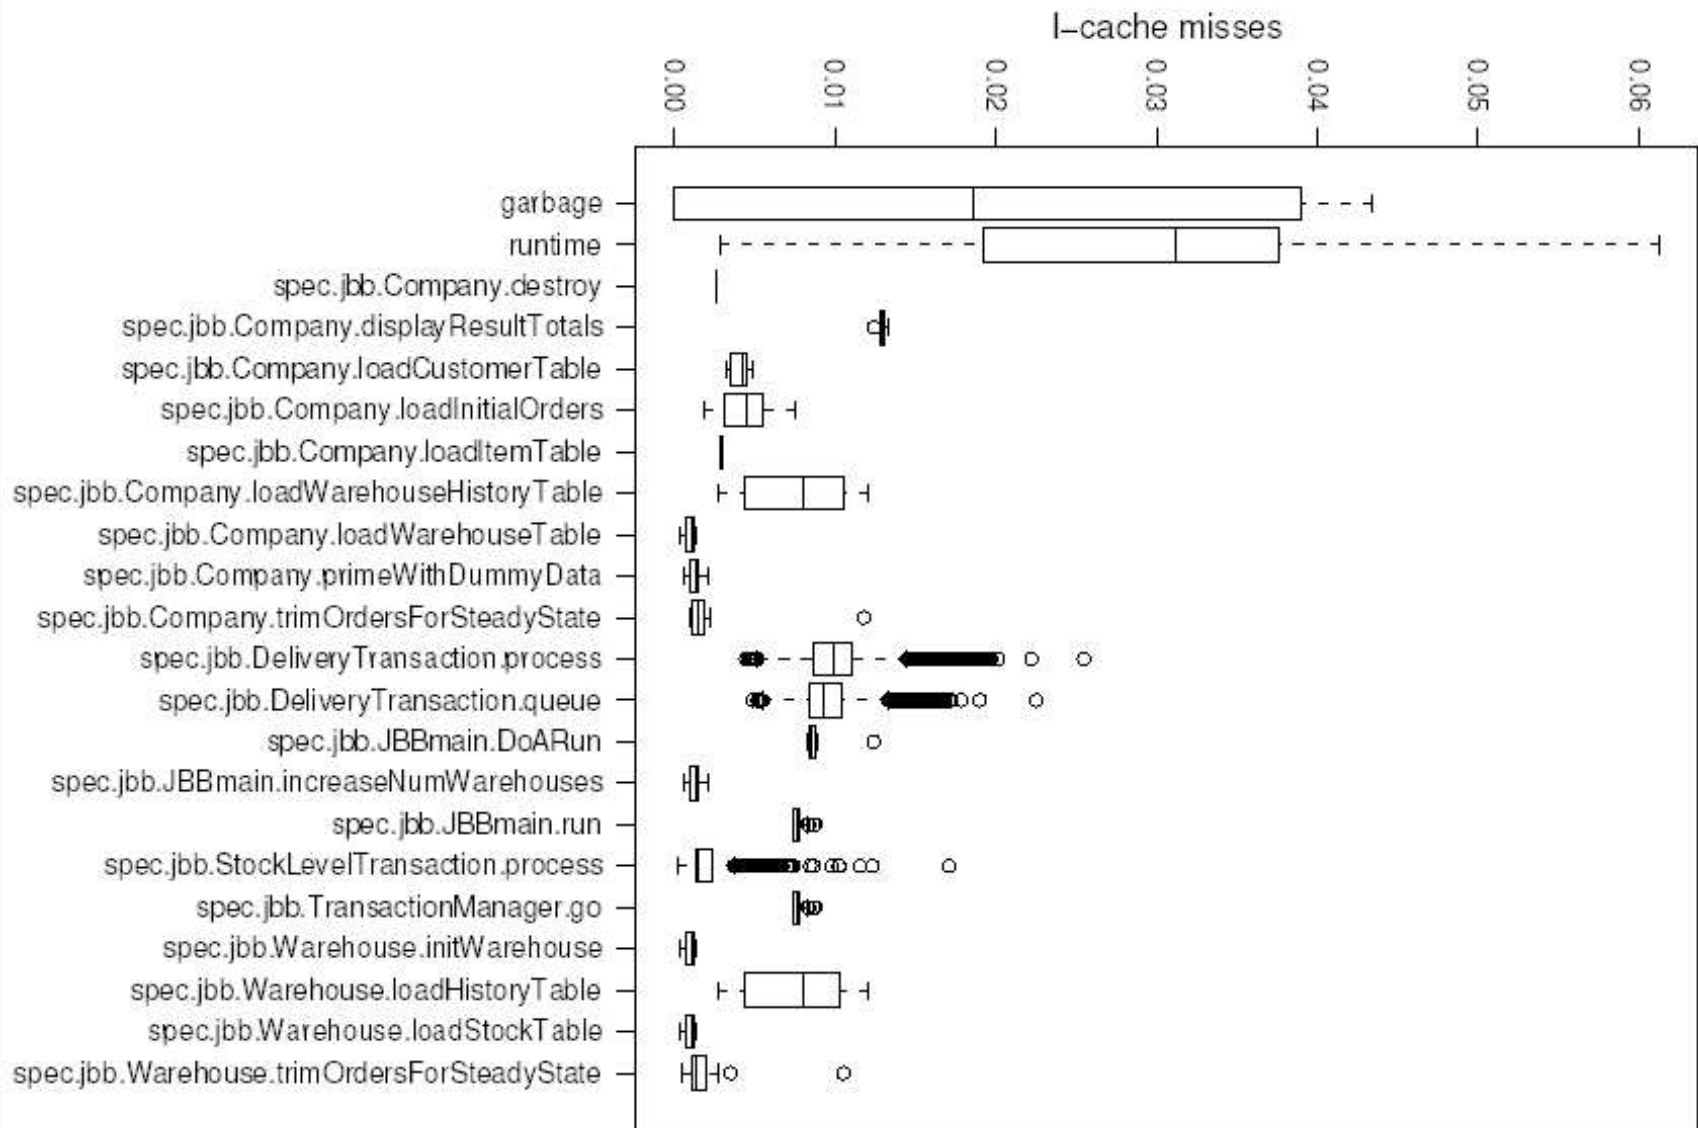 I-cache misses
0.00 0.01 0.02 0.03 0.04 0.05 0.06
garbage
runtime
spec.jbb.Company.destroy
spec.jbb.Company.displayResultTotals
spec.jbb.Company.loadCustomerTable
spec.jbb.Company.loadInitialOrders
spec.jbb.Company.loadItemTable
spec.jbb.Company.loadWarehouseHistoryTable
spec.jbb.Company.loadWarehouseTable
spec.jbb.Company.primeWithDummyData
spec.jbb.Company.trimOrdersForSteadyState
spec.jbb.DeliveryTransaction.process
spec.jbb.DeliveryTransaction.queue
spec.jbb.JBBmain.DoARun
spec.jbb.JBBmain.increaseNumWarehouses
spec.jbb.JBBmain.run
spec.jbb.StockLevelTransaction.process
spec.jbb.TransactionManager.go
spec.jbb.Warehouse.initWarehouse
spec.jbb.Warehouse.loadHistoryTable
spec.jbb.Warehouse.loadStockTable
spec.jbb.Warehouse.trimOrdersForSteadyState